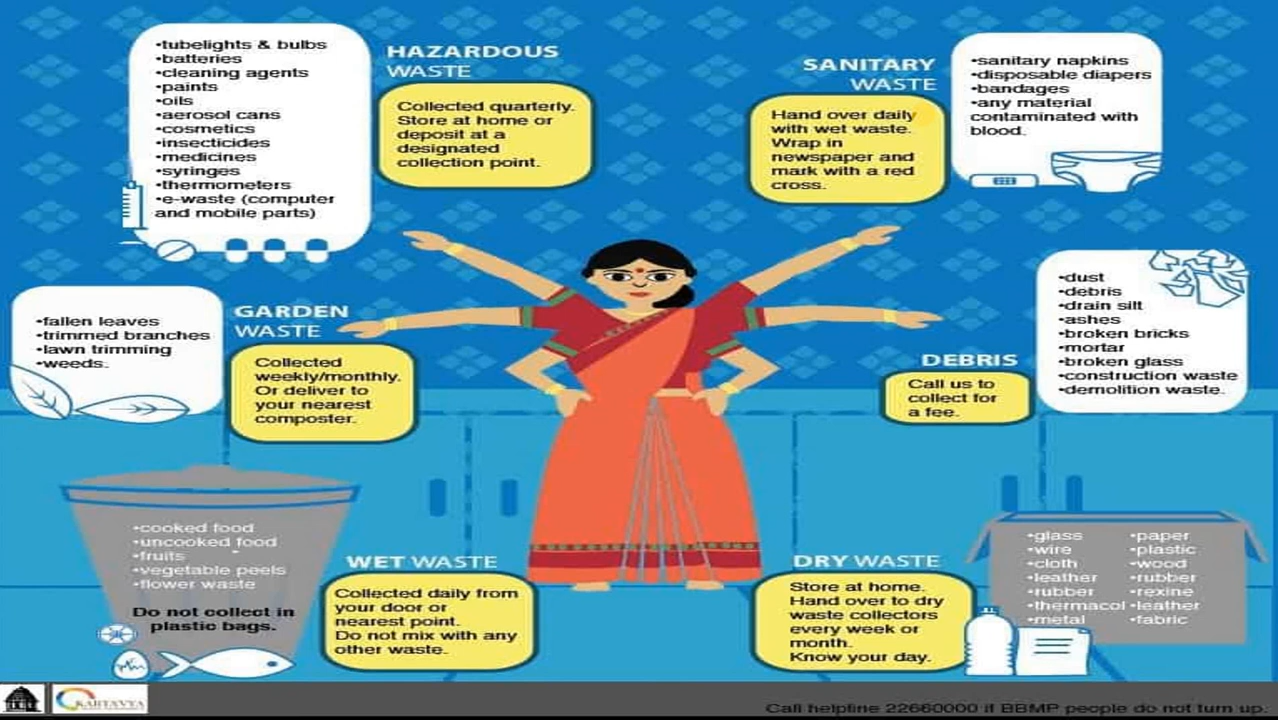 •tubelights & bulbs
•batteries
•cleaning agents
•paints
•oils
•aerosol cans
•cosmetics
•insecticides
•medicines
•syringes
•thermometers
•e-waste (computer
and mobile parts)
HAZARDOUS
WASTE
Collected quarterly.
Store at home or
deposit at a
designated
collection point.
SANITARY
WASTE
Hand over daily
with wet waste.
Wrap in
newspaper and
mark with a red
cross.
•sanitary napkins
•disposable diapers
•bandages
•any material
contaminated with
blood.
•fallen leaves
•trimmed branches
•lawn trimming
•weeds.
GARDEN
WASTE
Collected
weekly/monthly.
Or deliver to
your nearest
composter.
DEBRIS
Call us to
collect for
a fee.
•dust
•debris
•drain silt
•ashes
•broken bricks
•mortar
•broken glass
•construction waste
•demolition waste.
•cooked food
•uncooked food
•fruits
•vegetable peels
•flower waste
Do not collect in
plastic bags.
WET WASTE
Collected daily from
your door or
nearest point.
Do not mix with any
other waste.
DRY WASTE
Store at home.
Hand over to dry
waste collectors
every week or
month.
Know your day.
•glass •paper
•wire •plastic
•cloth •wood
•leather •rubber
•rubber •rexine
•thermacol •leather
•metal •fabric
KARTAVYA
Call helpline 22660000 if BBMP people do not turn up.